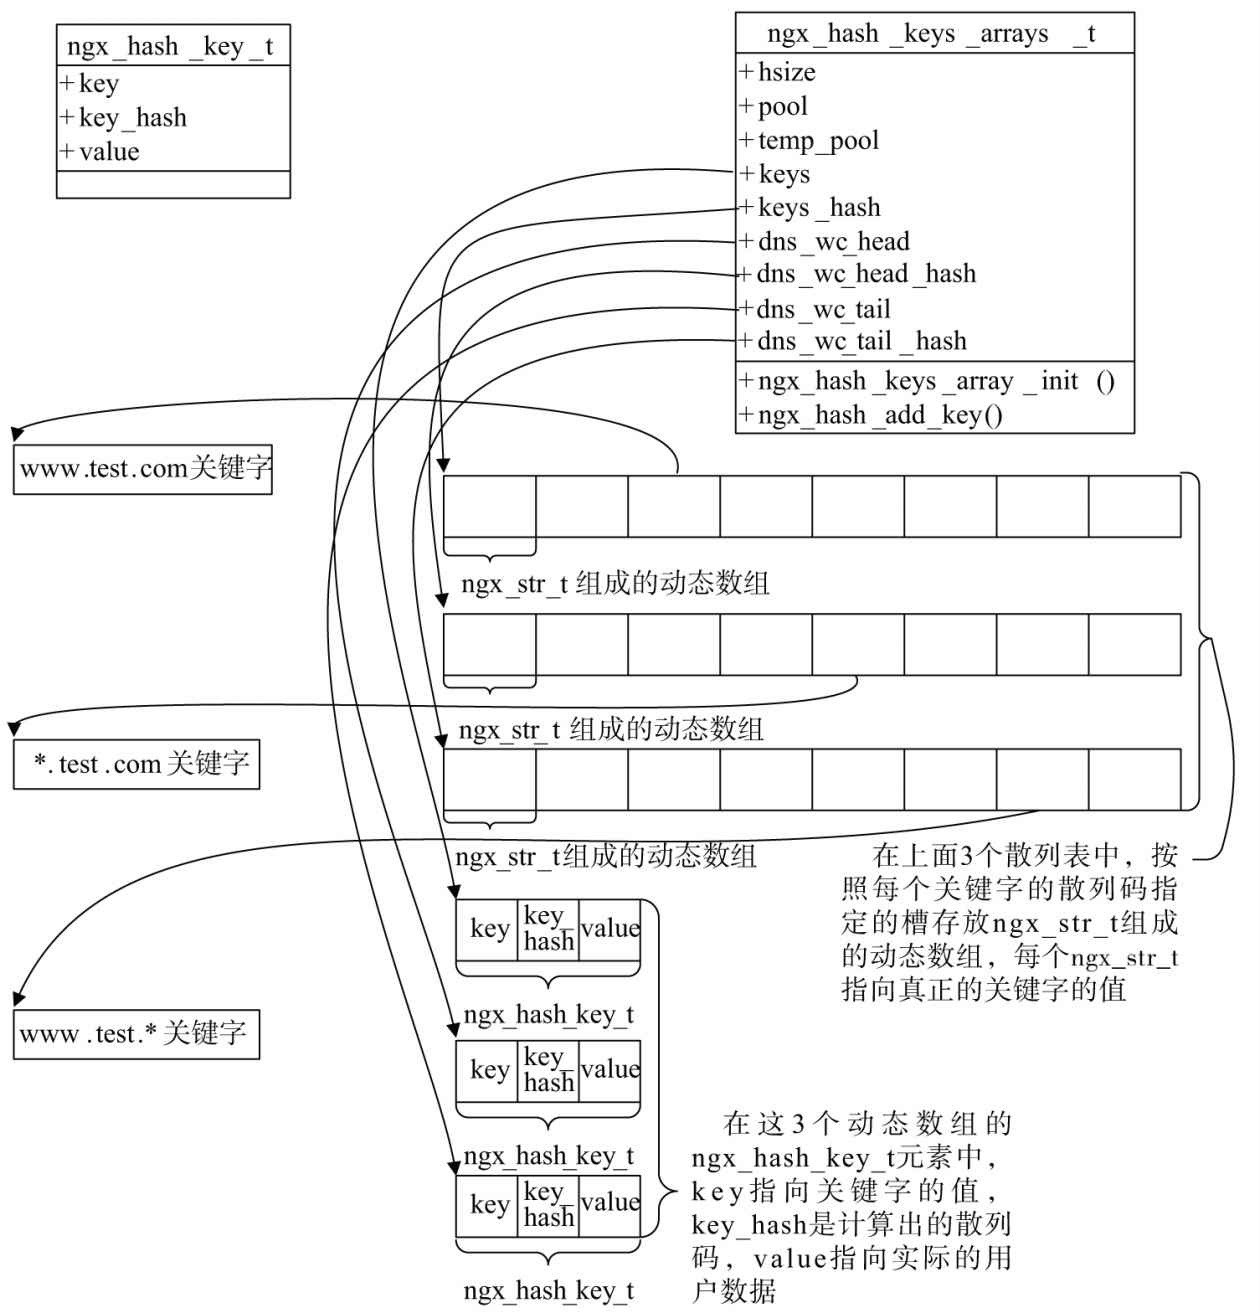 ngx_hash_key_t
+key
+key_hash
+value
ngx_hash_keys_arrays_t
+hsize
+pool
+temp_pool
+keys
+keys_hash
+dns_wc_head
+dns_wc_head_hash
+dns_wc_tail
+dns_wc_tail_hash
+ngx_hash_keys_array_init ()
+ngx_hash_add_key()
www.test.com关键字
ngx_str_t 组成的动态数组
ngx_str_t 组成的动态数组
*.test.com 关键字
ngx_str_t组成的动态数组
在上面3个散列表中，按
照每个关键字的散列码指
定的槽存放ngx_str_t组成
的动态数组，每个ngx_str_t
指向真正的关键字的值
key
key_
hash
value
ngx_hash_key_t
www.test.* 关键字
key
key_
hash
value
ngx_hash_key_t
key
key_
hash
value
ngx_hash_key_t
在这3个动态数组的
ngx_hash_key_t元素中，
key指向关键字的值，
key_hash是计算出的散列
码，value指向实际的用
户数据